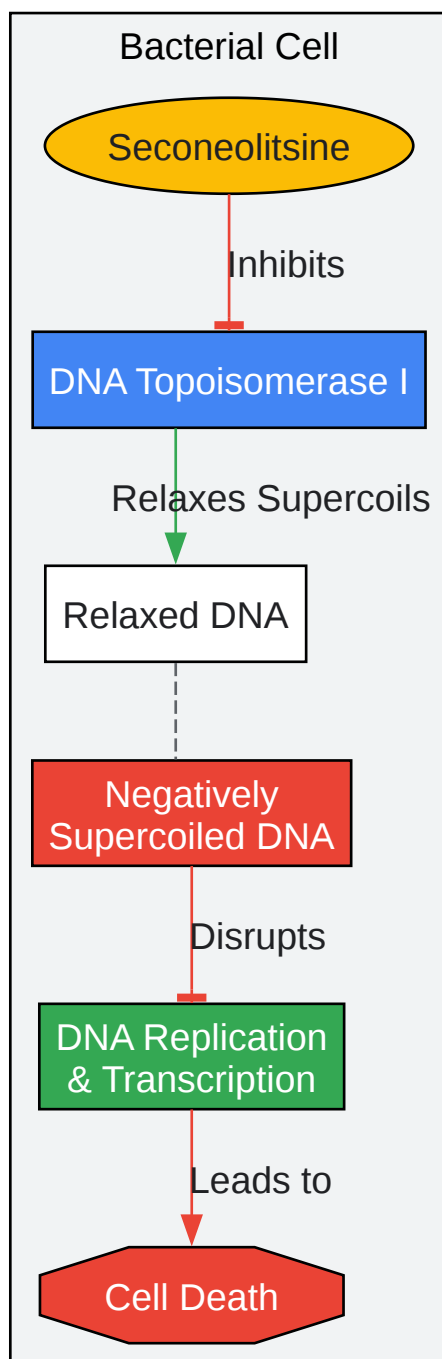 Bacterial Cell
Seconeolitsine
Inhibits
DNA Topoisomerase I
Relaxes Supercoils
Relaxed DNA
Negatively
Supercoiled DNA
Disrupts
DNA Replication
& Transcription
Leads to
Cell Death